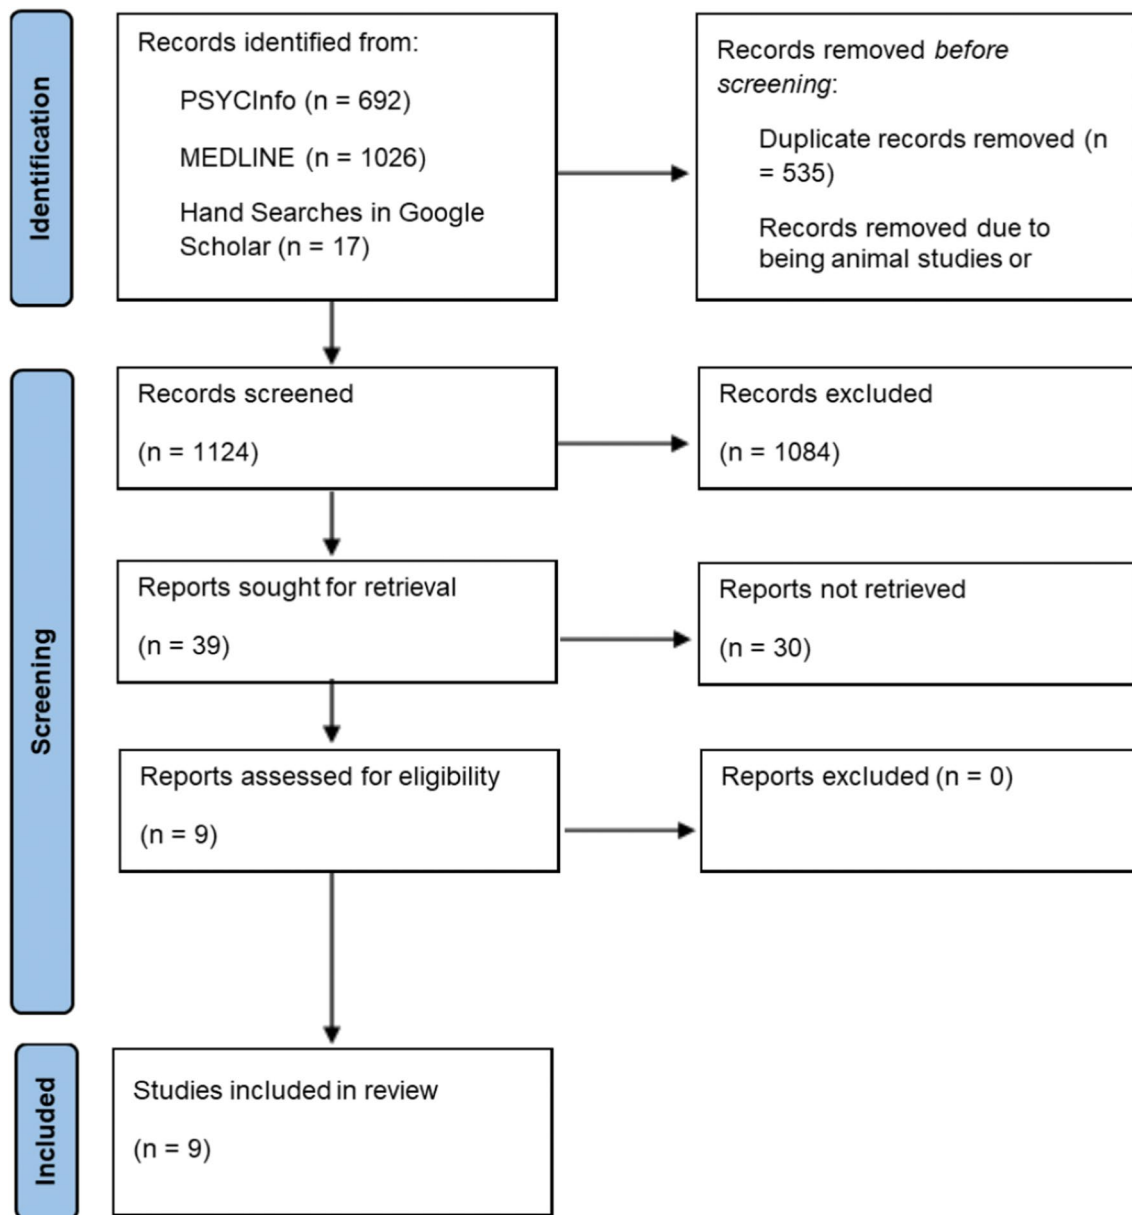 Identification
Records identified from:
PSYCInfo (n = 692)
MEDLINE (n = 1026)
Hand Searches in Google
Scholar (n = 17)
Records removed before
screening:
Duplicate records removed (n
= 535)
Records removed due to
being animal studies or
Screening
Records screened
(n = 1124)
Records excluded
(n = 1084)
Reports sought for retrieval
(n = 39)
Reports not retrieved
(n = 30)
Reports assessed for eligibility
(n = 9)
Reports excluded (n = 0)
Included
Studies included in review
(n = 9)